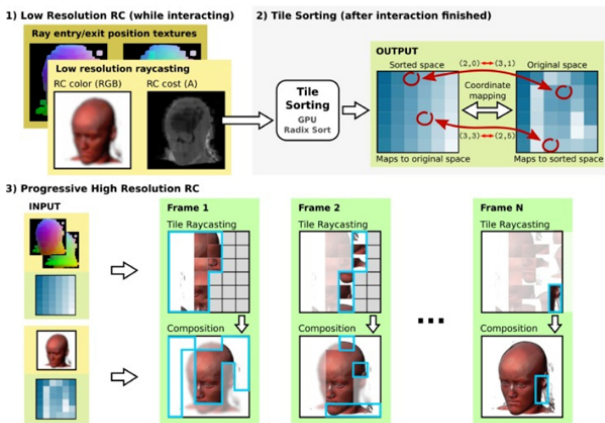 1) Low Resolution RC (while interacting)
Ray entry/exit position textures
Low resolution raycasting
RC color (RGB)
RC cost (A)
2) Tile Sorting (after interaction finished)
Tile
Sorting
GPU
Radix Sort
OUTPUT
Sorted space
(2,0)
(3,1)
Original space
Coordinate
mapping
(3,3)
(2,5)
Maps to original space
Maps to sorted space
3) Progressive High Resolution RC
INPUT
Frame 1
Tile Raycasting
Composition
Frame 2
Tile Raycasting
Composition
...
Frame N
Tile Raycasting
Composition